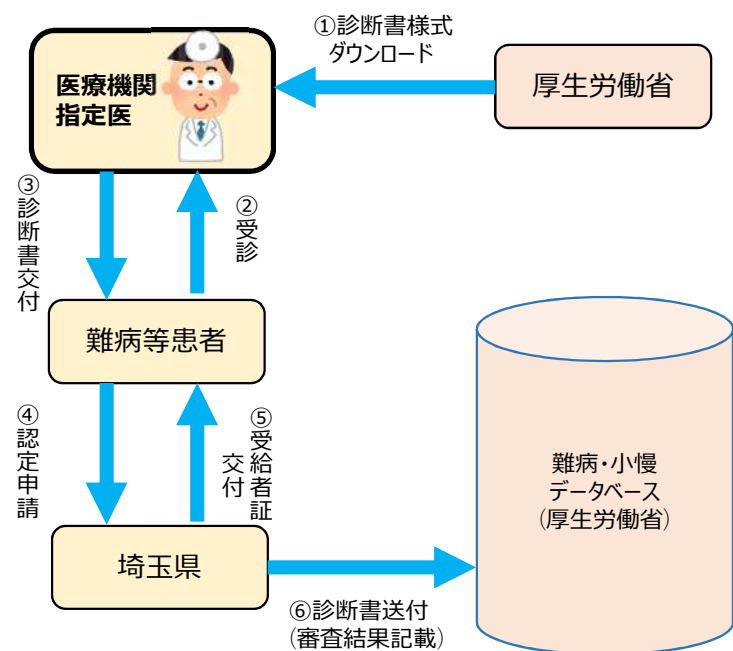 ①診断書様式
ダウンロード
医療機関
指定医
厚生労働省
③診断書交付
②受診
難病等患者
④認定申請
⑤受給者証
交付
難病・小慢
データベース
(厚生労働省)
埼玉県
⑥診断書送付
(審査結果記載)